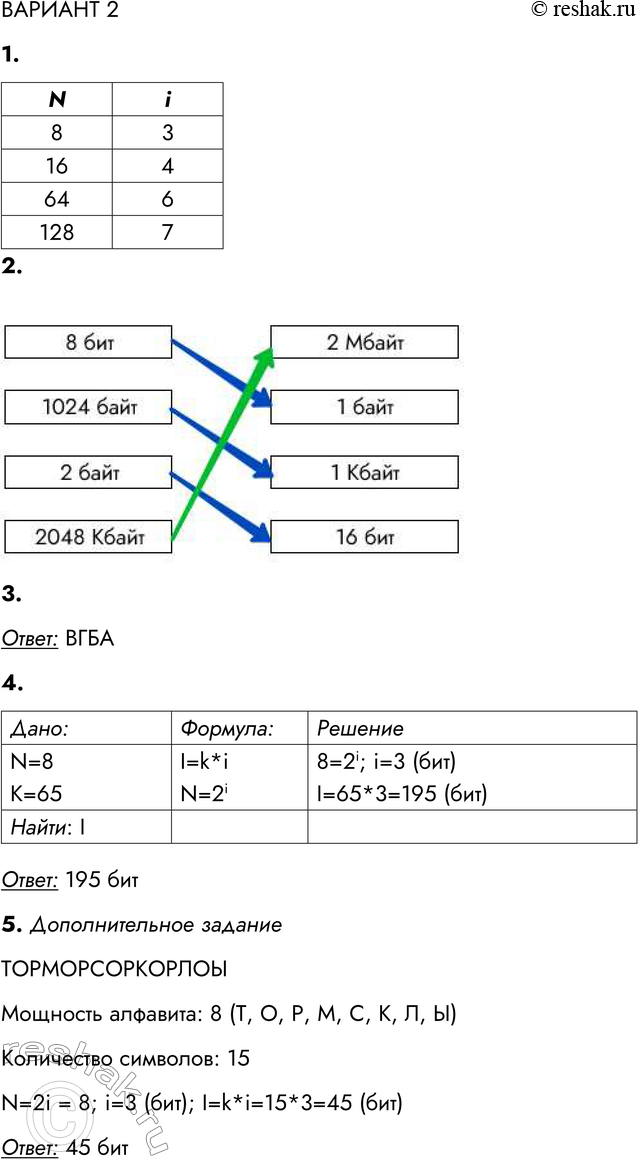 ВАРИАНТ 2 © reshak.ru
1.
N i
8 3
16 4
64 6
128 7
2.
8 бит 2 Мбайт
1024 байт 1 байт
2 байт 1 Кбайт
2048 Кбайт 16 бит
3.
Ответ: ВГБА
4.
Дано: Формула: Решение
N=8 I=k*i 8=2ⁱ; i=3 (бит)
K=65 N=2ⁱ I=65*3=195 (бит)
Найти: I
Ответ: 195 бит
5. Дополнительное задание
ТОРМОРСОРКОРЛОЫ
Мощность алфавита: 8 (Т, О, Р, М, С, К, Л, Ы)
Количество символов: 15
N=2i = 8; i=3 (бит); I=k*i=15*3=45 (бит)
Ответ: 45 бит
© reshak.ru